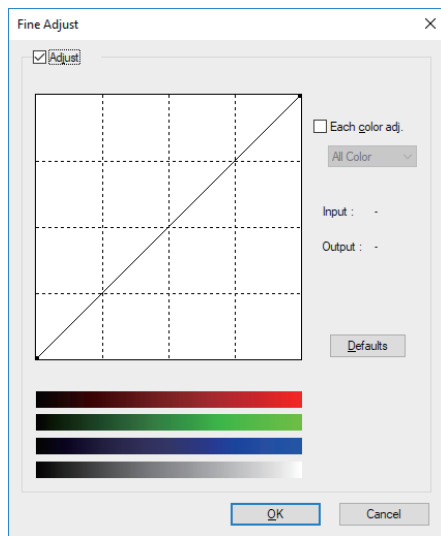 Fine Adjust
Adjust
Each color adj.
All Color
Input : -
Output : -
Defaults
OK
Cancel